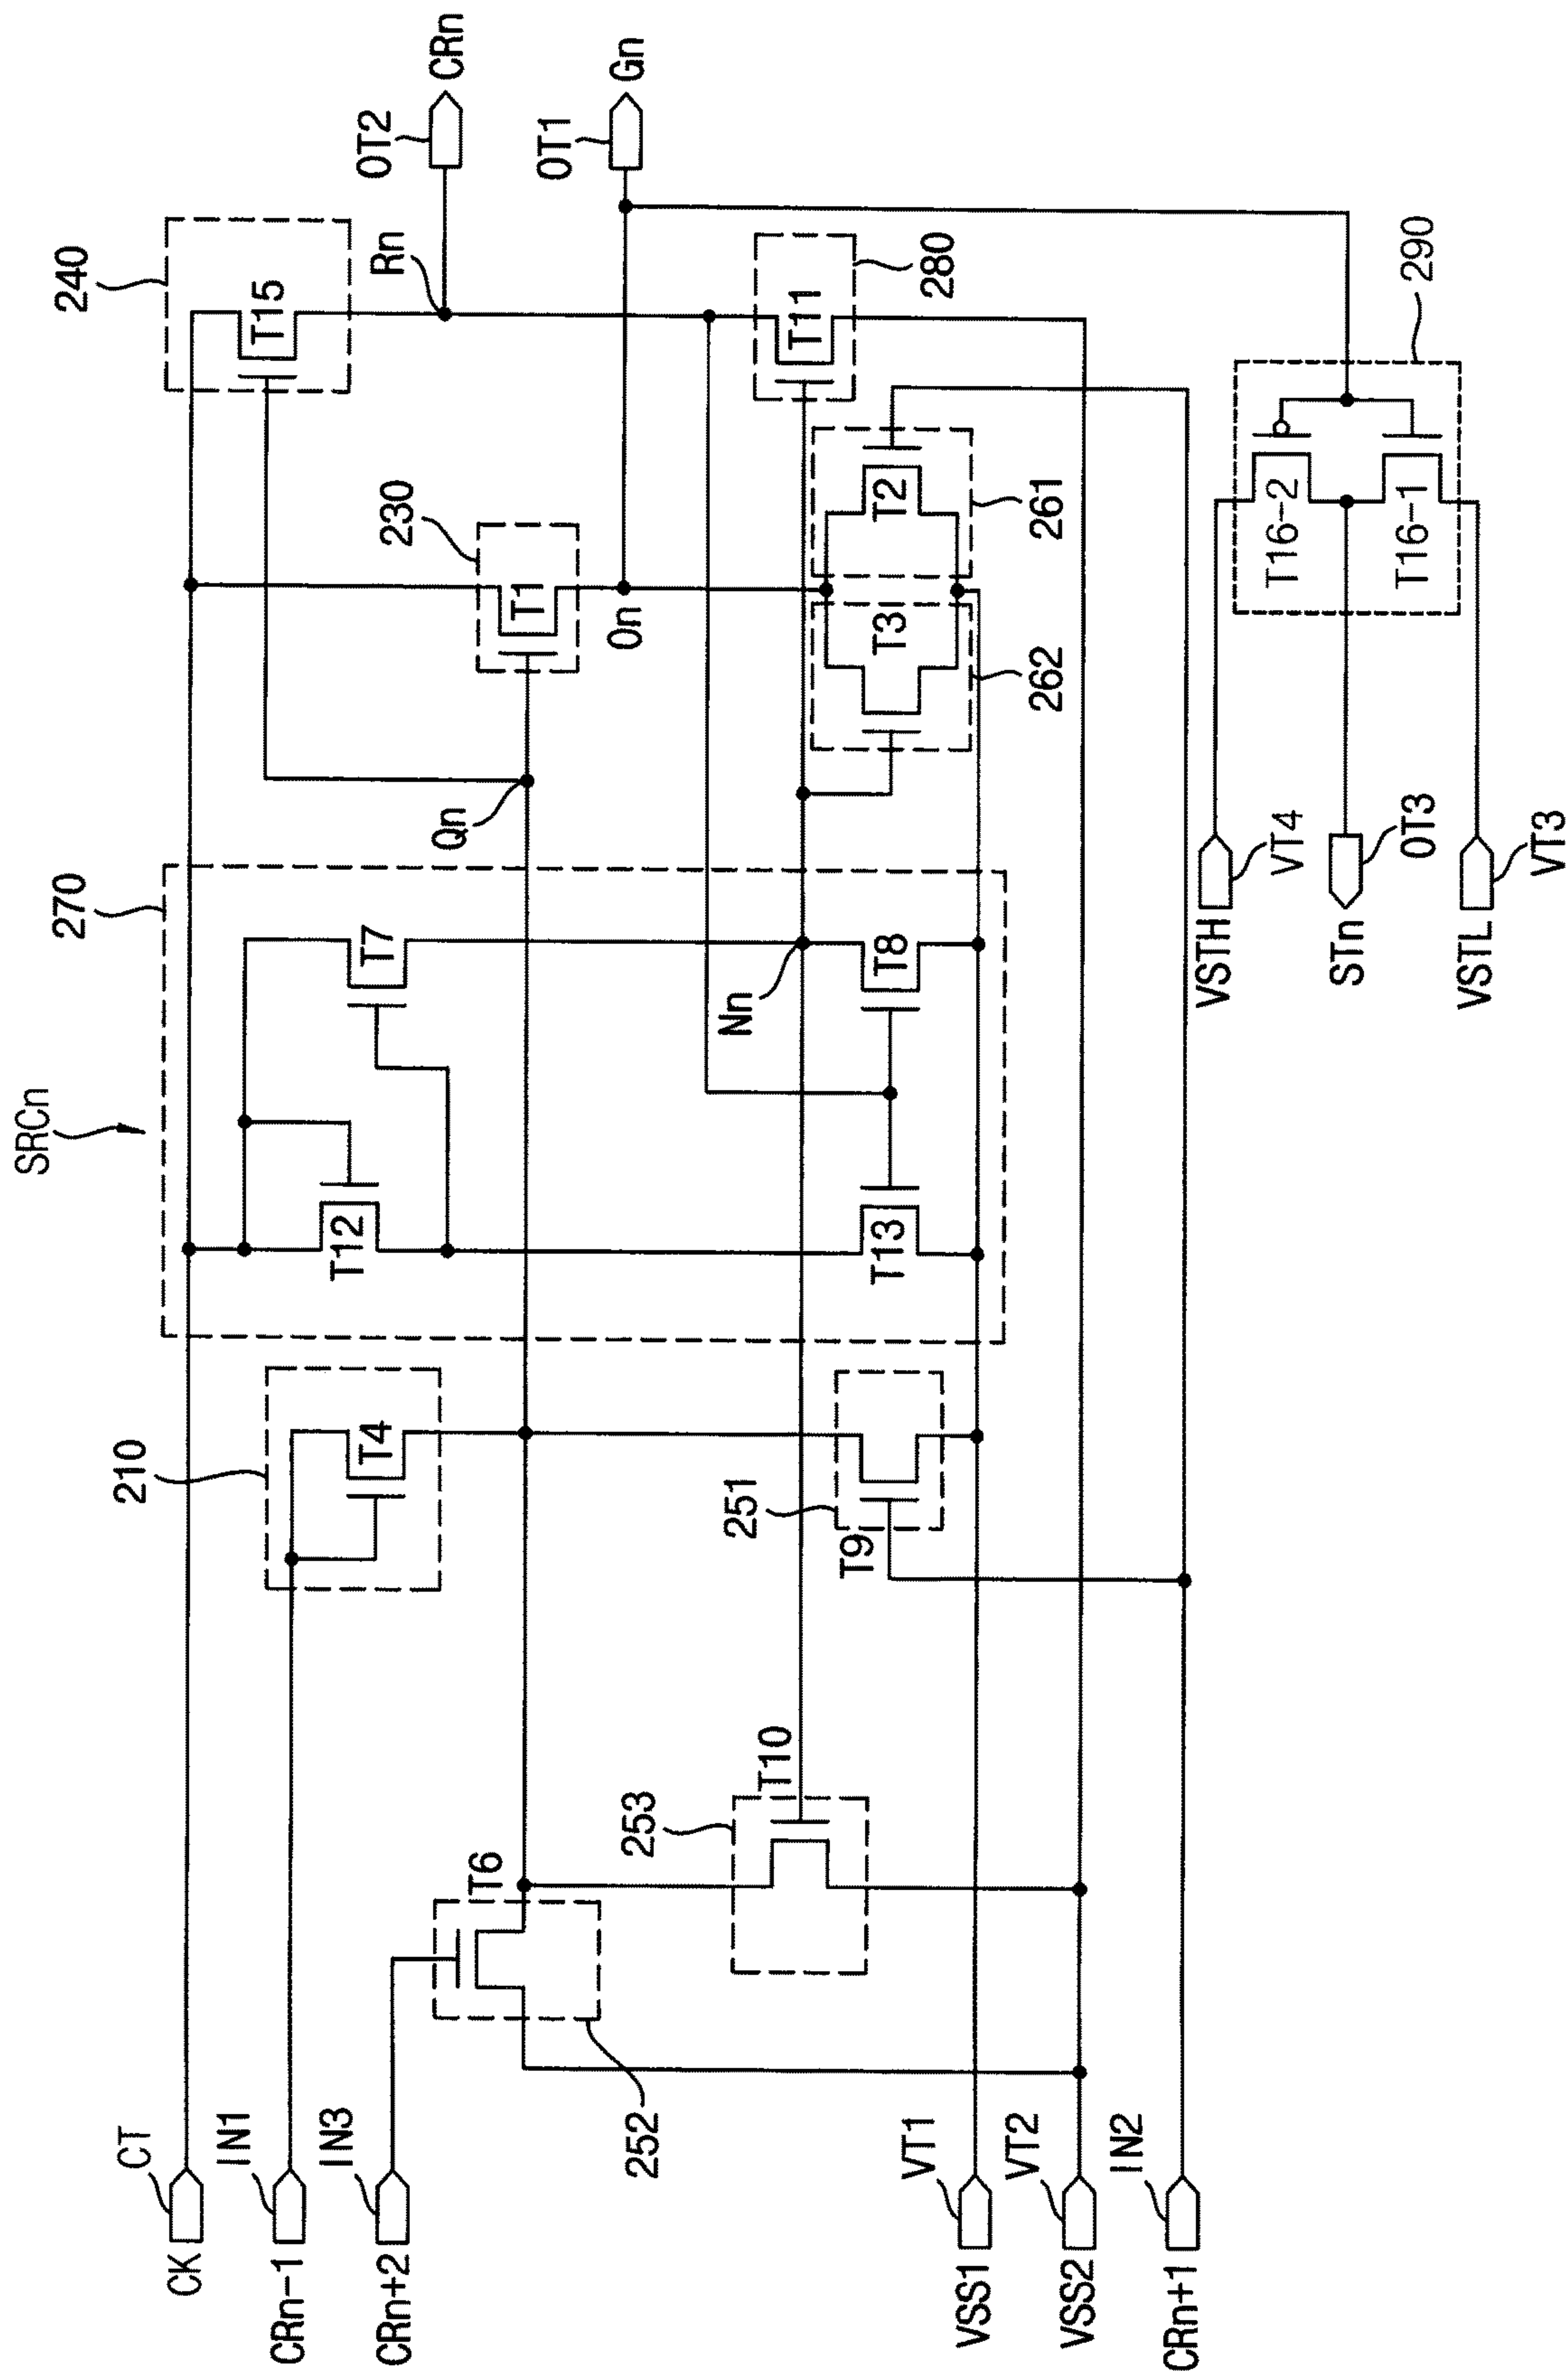 SRCn
270
240
210
230
T15
Rn
OT2
CRn
OT1
Gn
T7
T12
T4
T1
Qn
On
Nn
280
T11
T2
261
T3
262
T8
T13
251
T9
T10
253
T6
252
CT
CK
IN1
CRn-1
IN3
CRn+2
VT1
VSS1
VT2
VSS2
IN2
CRn+1
290
T16-2
T16-1
VSTH
VT4
STn
OT3
VSTL
VT3